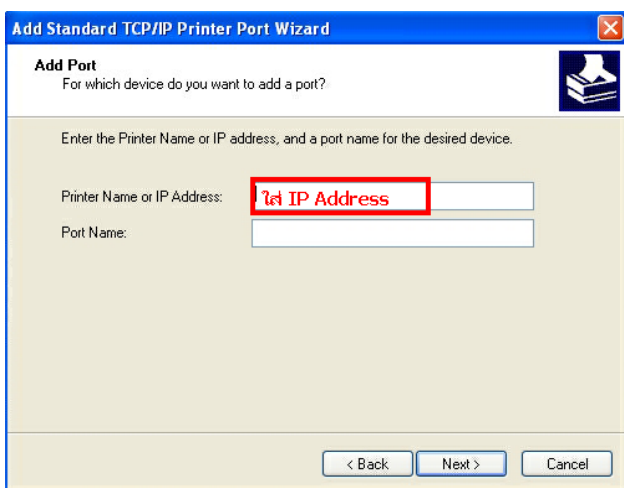 Add Standard TCP/IP Printer Port Wizard
Add Port
For which device do you want to add a port?
Enter the Printer Name or IP address, and a port name for the desired device.
Printer Name or IP Address: ใส่ IP Address
Port Name:
< Back Next > Cancel